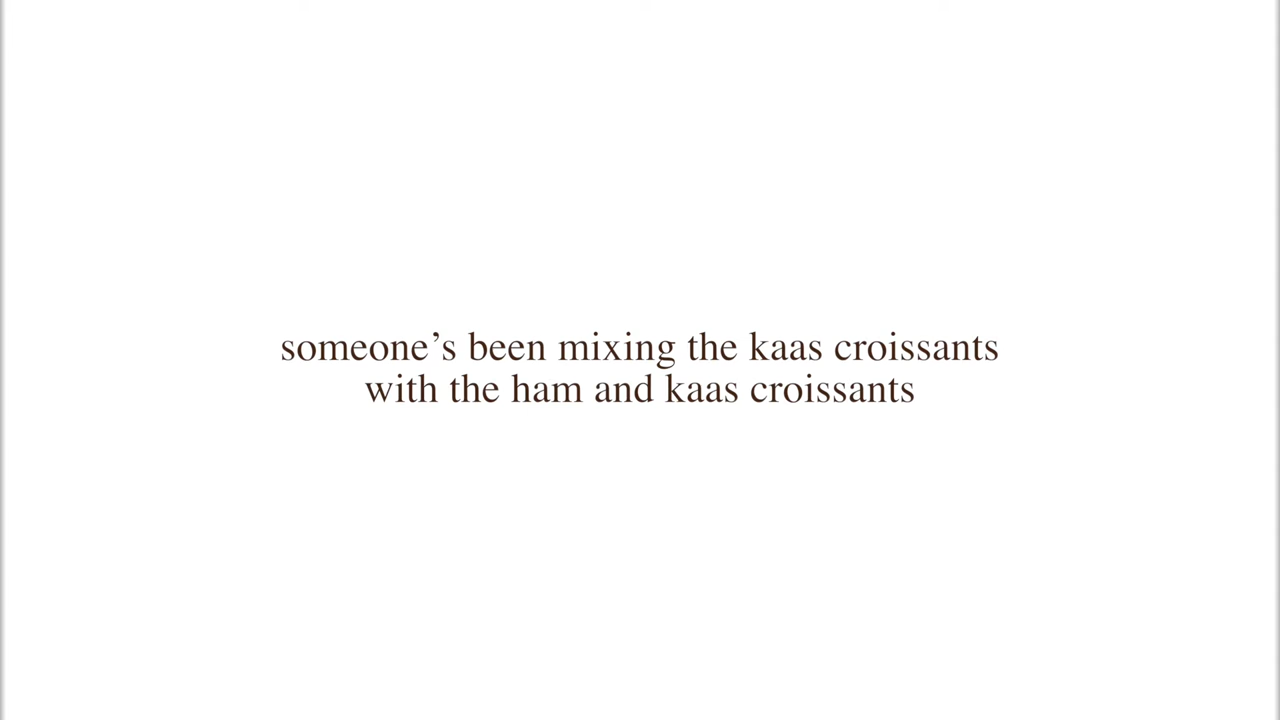 someone’s been mixing the kaas croissants
with the ham and kaas croissants